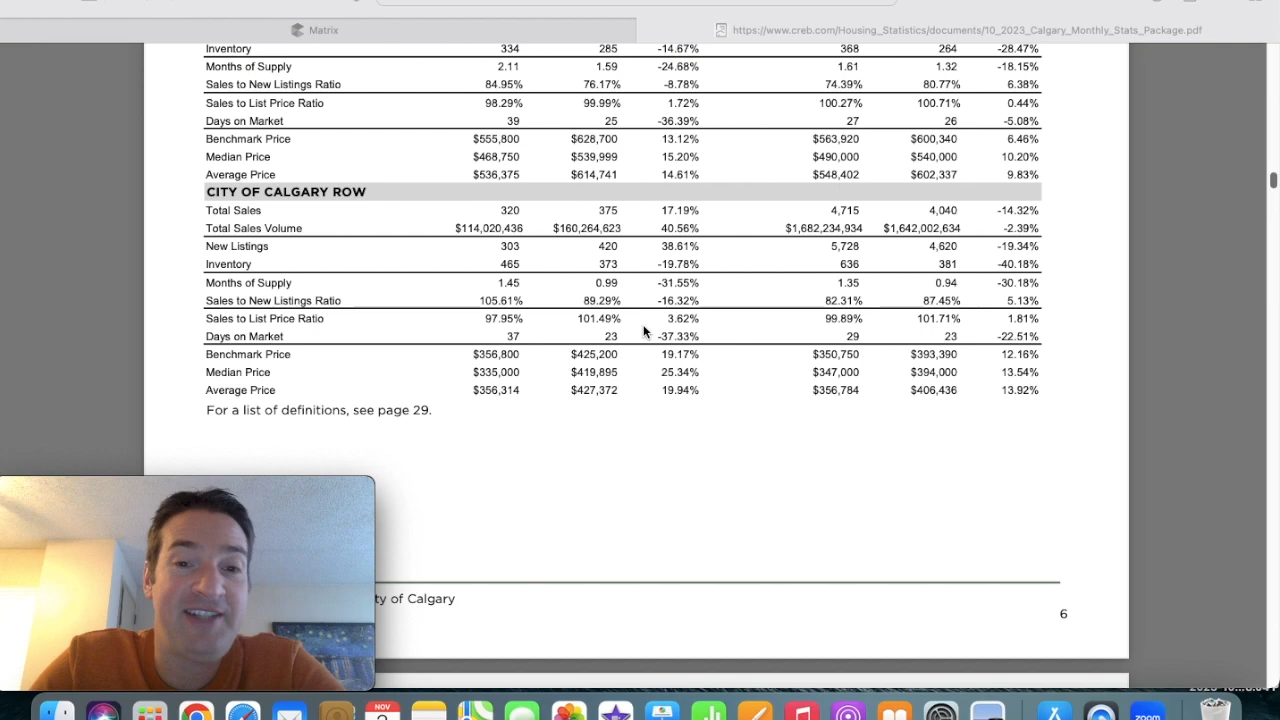 Matrix
https://www.creb.com/Housing_Statistics/documents/10_2023_Calgary_Monthly_Stats_Package.pdf
Inventory 334 285 -14.67% 368 264 -28.47%
Months of Supply 2.11 1.59 -24.68% 1.61 1.32 -18.15%
Sales to New Listings Ratio 84.95% 76.17% -8.78% 74.39% 80.77% 6.38%
Sales to List Price Ratio 98.29% 99.99% 1.72% 100.27% 100.71% 0.44%
Days on Market 39 25 -36.39% 27 26 -5.08%
Benchmark Price $555,800 $628,700 13.12% $563,920 $600,340 6.46%
Median Price $468,750 $539,999 15.20% $490,000 $540,000 10.20%
Average Price $536,375 $614,741 14.61% $548,402 $602,337 9.83%
CITY OF CALGARY ROW
Total Sales 320 375 17.19% 4,715 4,040 -14.32%
Total Sales Volume $114,020,436 $160,264,623 40.56% $1,682,234,934 $1,642,002,634 -2.39%
New Listings 303 420 38.61% 5,728 4,620 -19.34%
Inventory 465 373 -19.78% 636 381 -40.18%
Months of Supply 1.45 0.99 -31.55% 1.35 0.94 -30.18%
Sales to New Listings Ratio 105.61% 89.29% -16.32% 82.31% 87.45% 5.13%
Sales to List Price Ratio 97.95% 101.49% 3.62% 99.89% 101.71% 1.81%
Days on Market 37 23 -37.33% 29 23 -22.51%
Benchmark Price $356,800 $425,200 19.17% $350,750 $393,390 12.16%
Median Price $335,000 $419,895 25.34% $347,000 $394,000 13.54%
Average Price $356,314 $427,372 19.94% $356,784 $406,436 13.92%
For a list of definitions, see page 29.
ty of Calgary
6
NOV
zoom